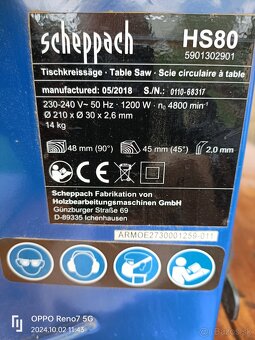 scheppach HS80
5901302901
Tischkreissäge - Table Saw - Scie circulaire à table
manufactured: 05/2018 S./N.: 0110-68317
230-240 V~ 50 Hz · 1200 W · n₀ 4800 min⁻¹
Ø 210 x Ø 30 x 2,6 mm
14 kg
48 mm (90°) 45 mm (45°) 2,0 mm
CE
Scheppach Fabrikation von
Holzbearbeitungsmaschinen GmbH
Günzburger Straße 69
D-89335 Ichenhausen
ARMOE2730001259-011
OPPO Reno7 5G
2024.10.02 11:43